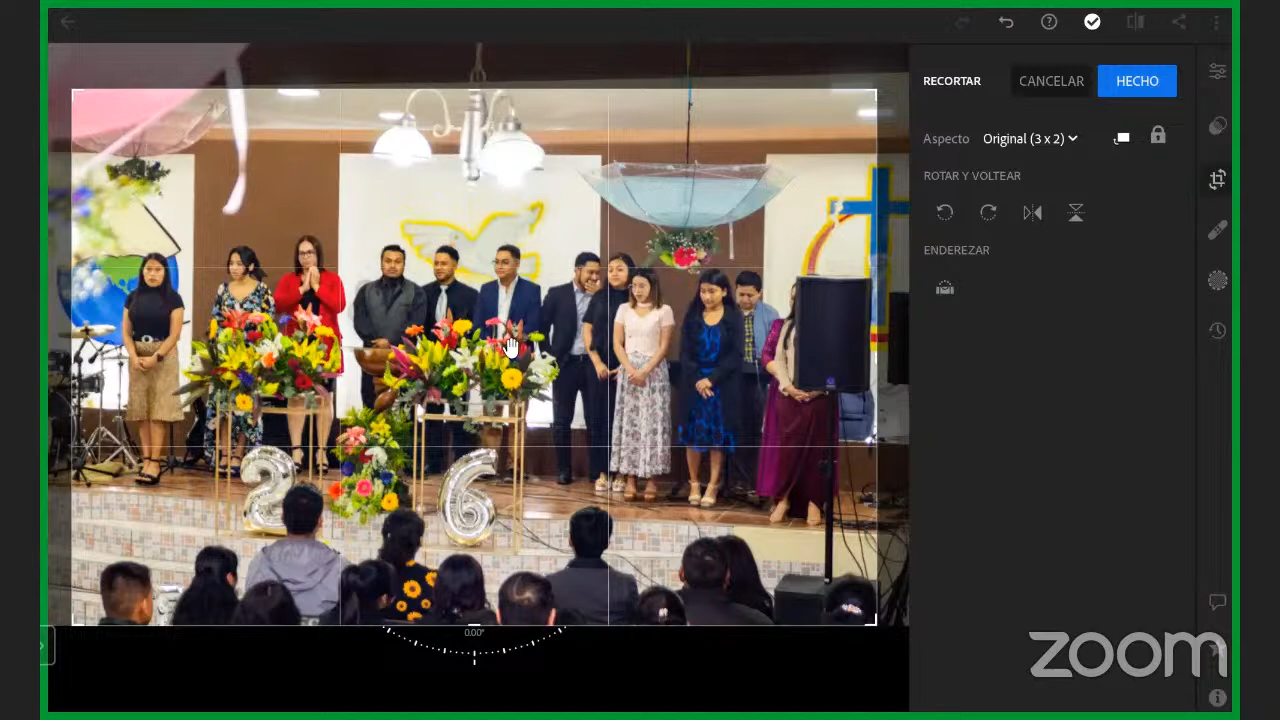 RECORTAR
CANCELAR
HECHO
Aspecto
Original (3 x 2)
ROTAR Y VOLTEAR
ENDEREZAR
26
0.00°
zoom